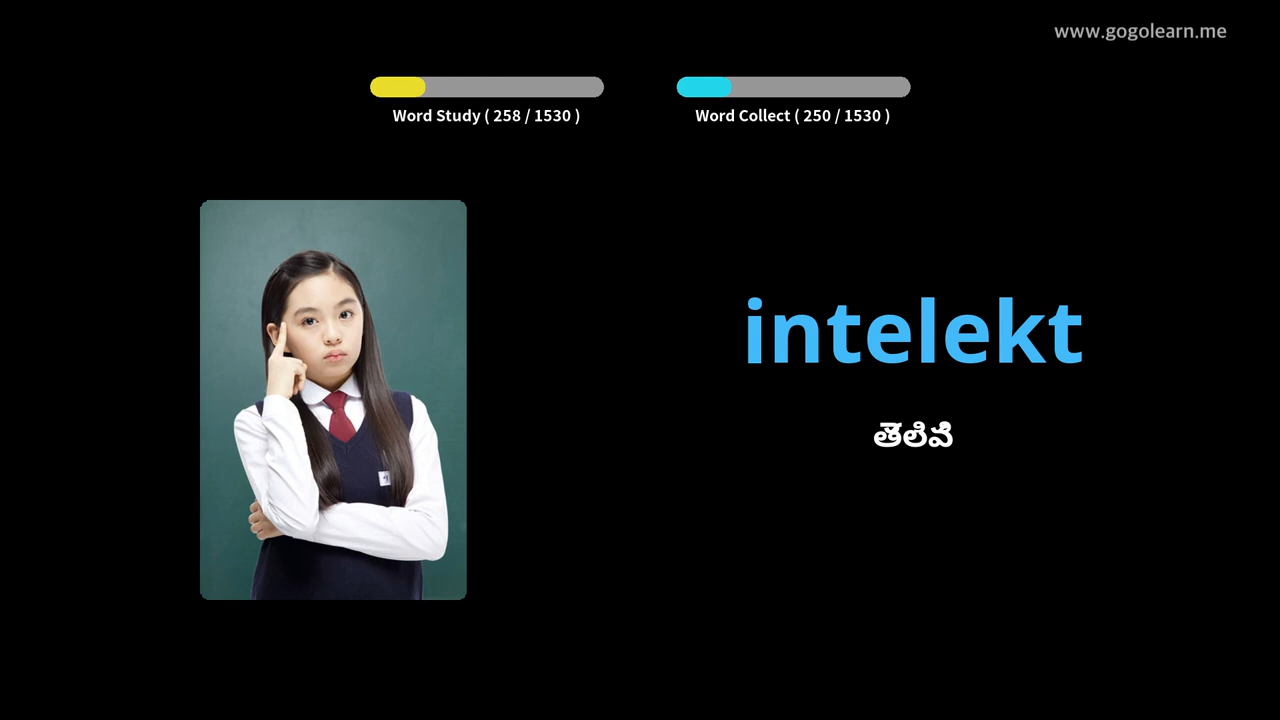 www.gogolearn.me
Word Study ( 258 / 1530 )
Word Collect ( 250 / 1530 )
intelekt
తెలివి